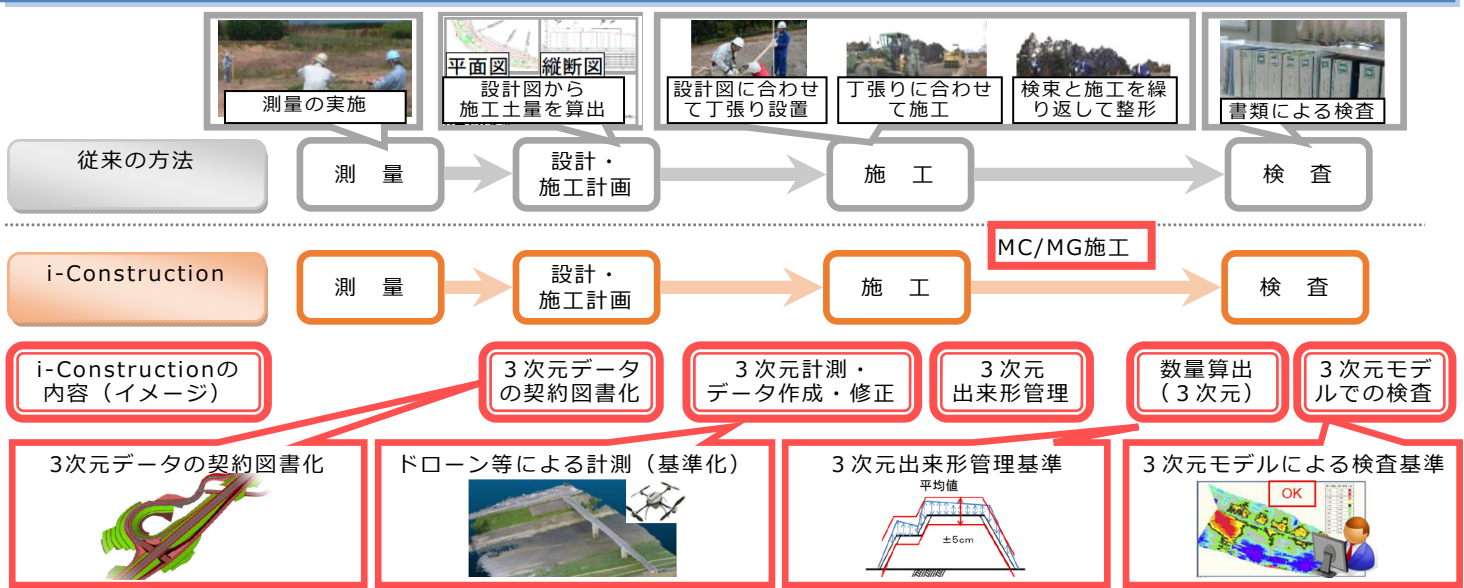 平面図
縦断図
測量の実施
設計図から
施工土量を算出
設計図に合わせ
て丁張り設置
丁張りに合わせ
て施工
検束と施工を繰
り返して整形
書類による検査
従来の方法
測　量
設計・
施工計画
施　工
検　査
MC/MG施工
i-Construction
測　量
設計・
施工計画
施　工
検　査
i-Constructionの
内容（イメージ）
３次元データ
の契約図書化
３次元計測・
データ作成・修正
３次元
出来形管理
数量算出
（３次元）
３次元モデ
ルでの検査
3次元データの契約図書化
ドローン等による計測（基準化）
３次元出来形管理基準
平均値
±5cm
３次元モデルによる検査基準
OK